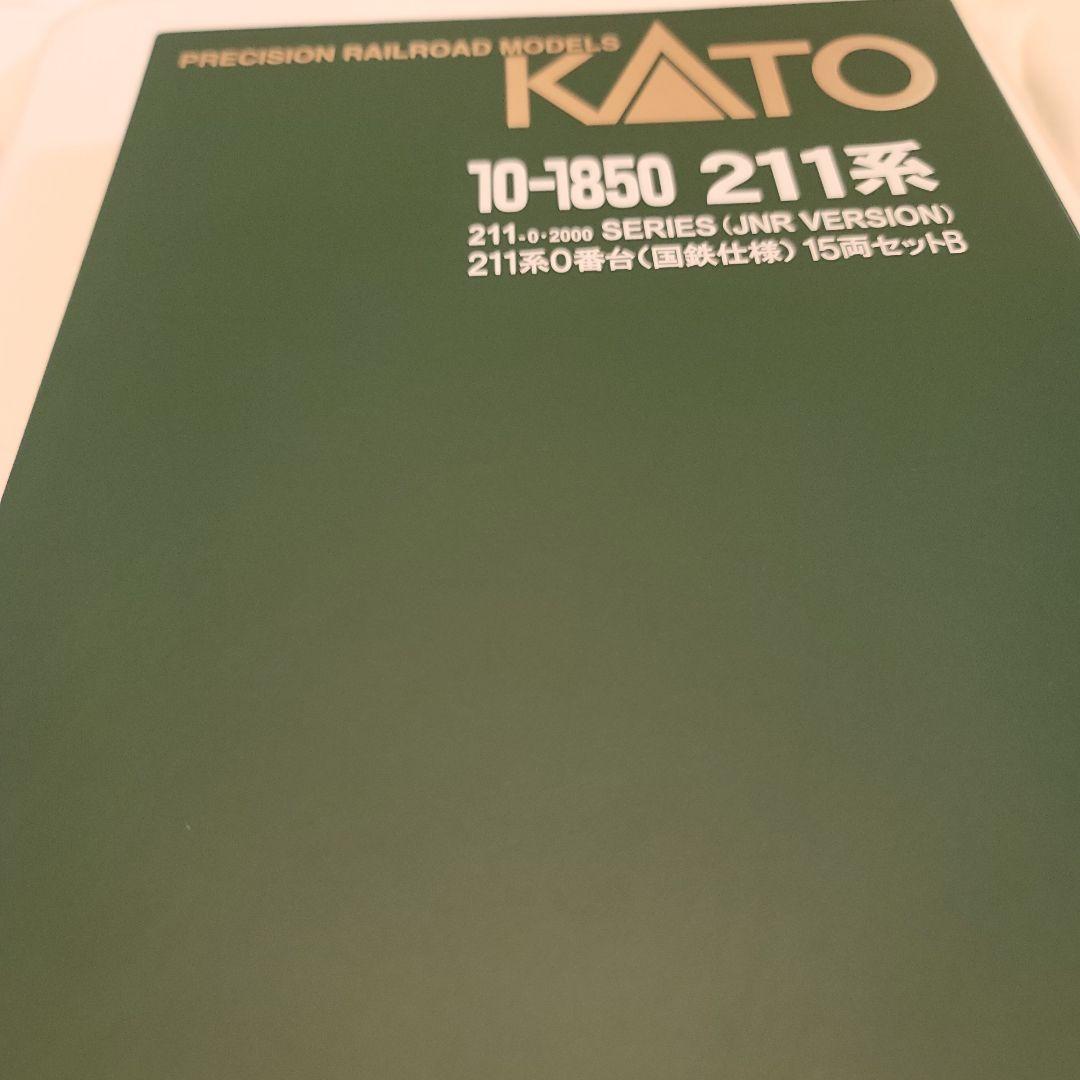 PRECISION RAILROAD MODELS
KATO
10-1850 211系
211-0・2000 SERIES (JNR VERSION)
211系0番台(国鉄仕様) 15両セットB